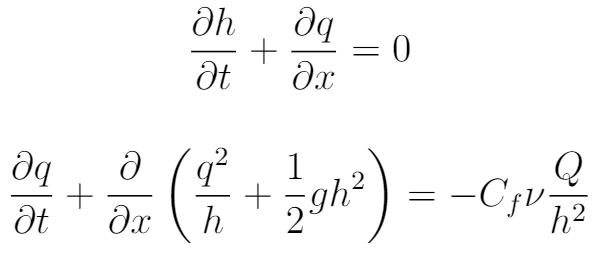 ∂h/∂t + ∂q/∂x = 0
∂q/∂t + ∂/∂x (q²/h + 1/2 gh²) = −C_f ν Q/h²